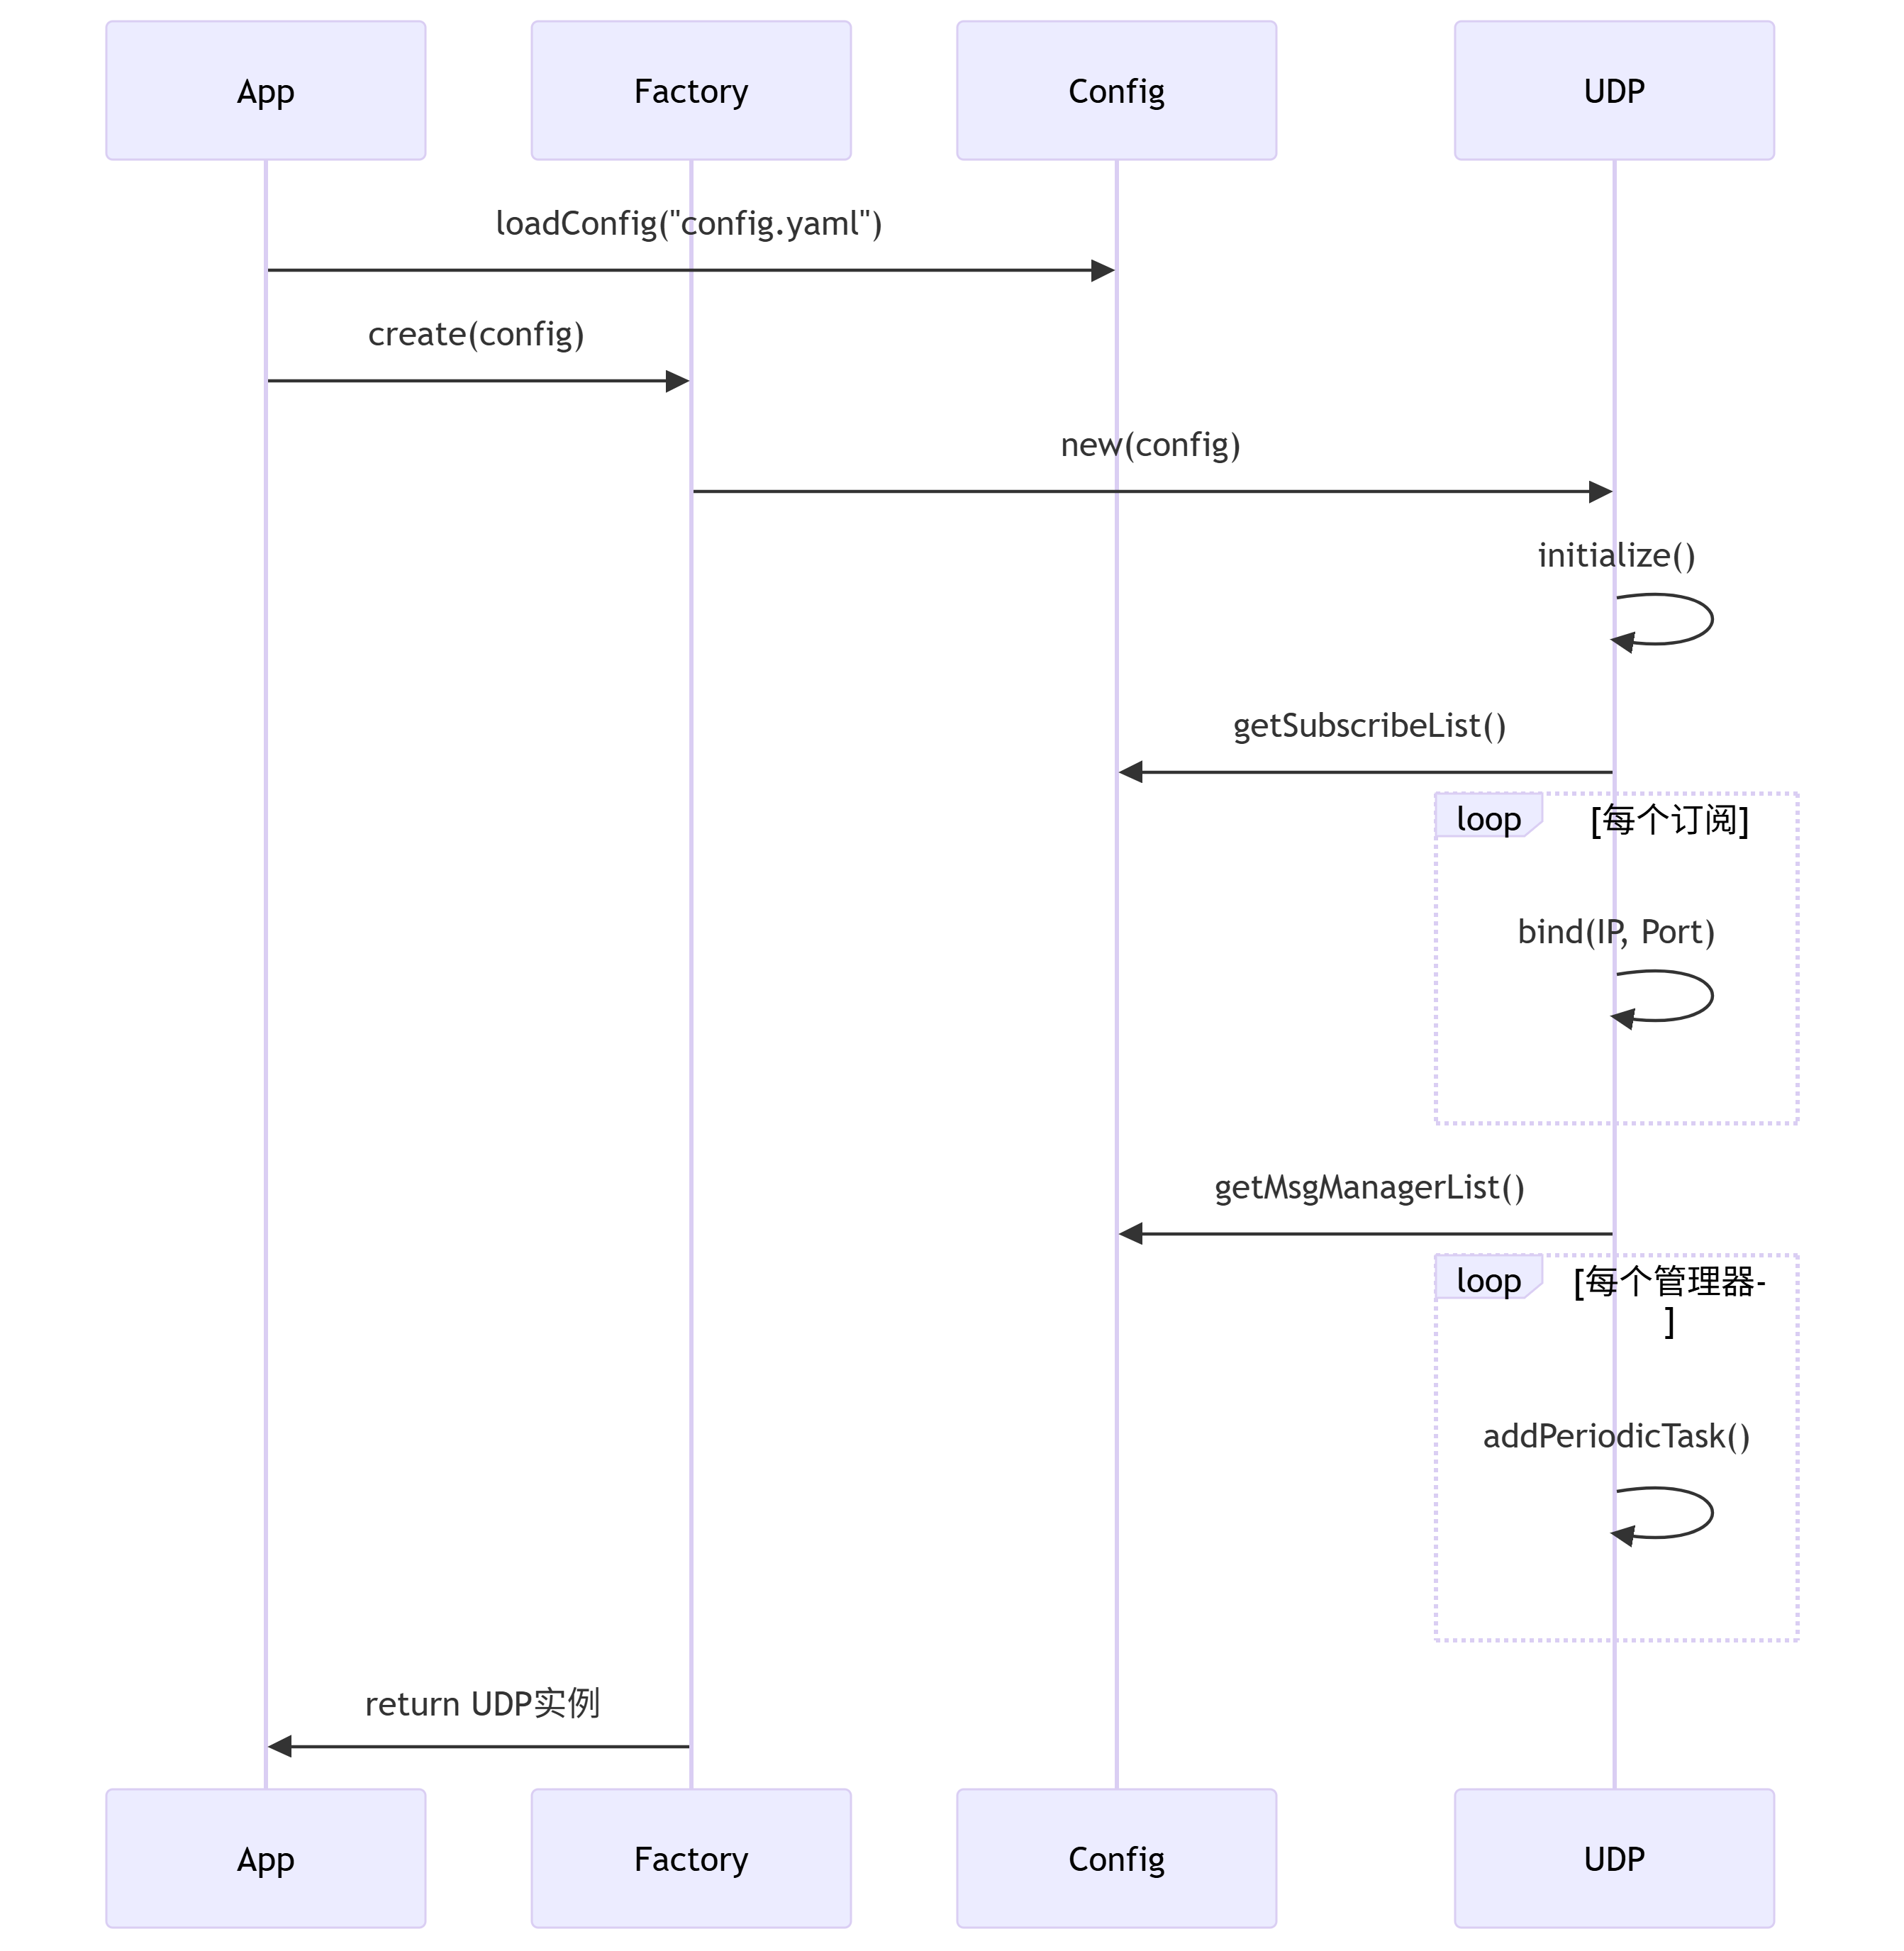 App
Factory
Config
UDP
loadConfig("config.yaml")
create(config)
new(config)
initialize()
getSubscribeList()
loop
[每个订阅]
bind(IP, Port)
getMsgManagerList()
loop
[每个管理器-
]
addPeriodicTask()
return UDP实例
App
Factory
Config
UDP